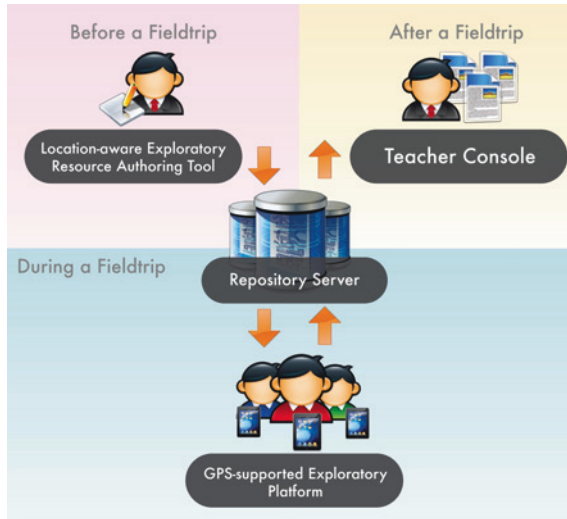 Before a Fieldtrip
After a Fieldtrip
Location-aware Exploratory
Resource Authoring Tool
Teacher Console
During a Fieldtrip
Repository Server
GPS-supported Exploratory
Platform